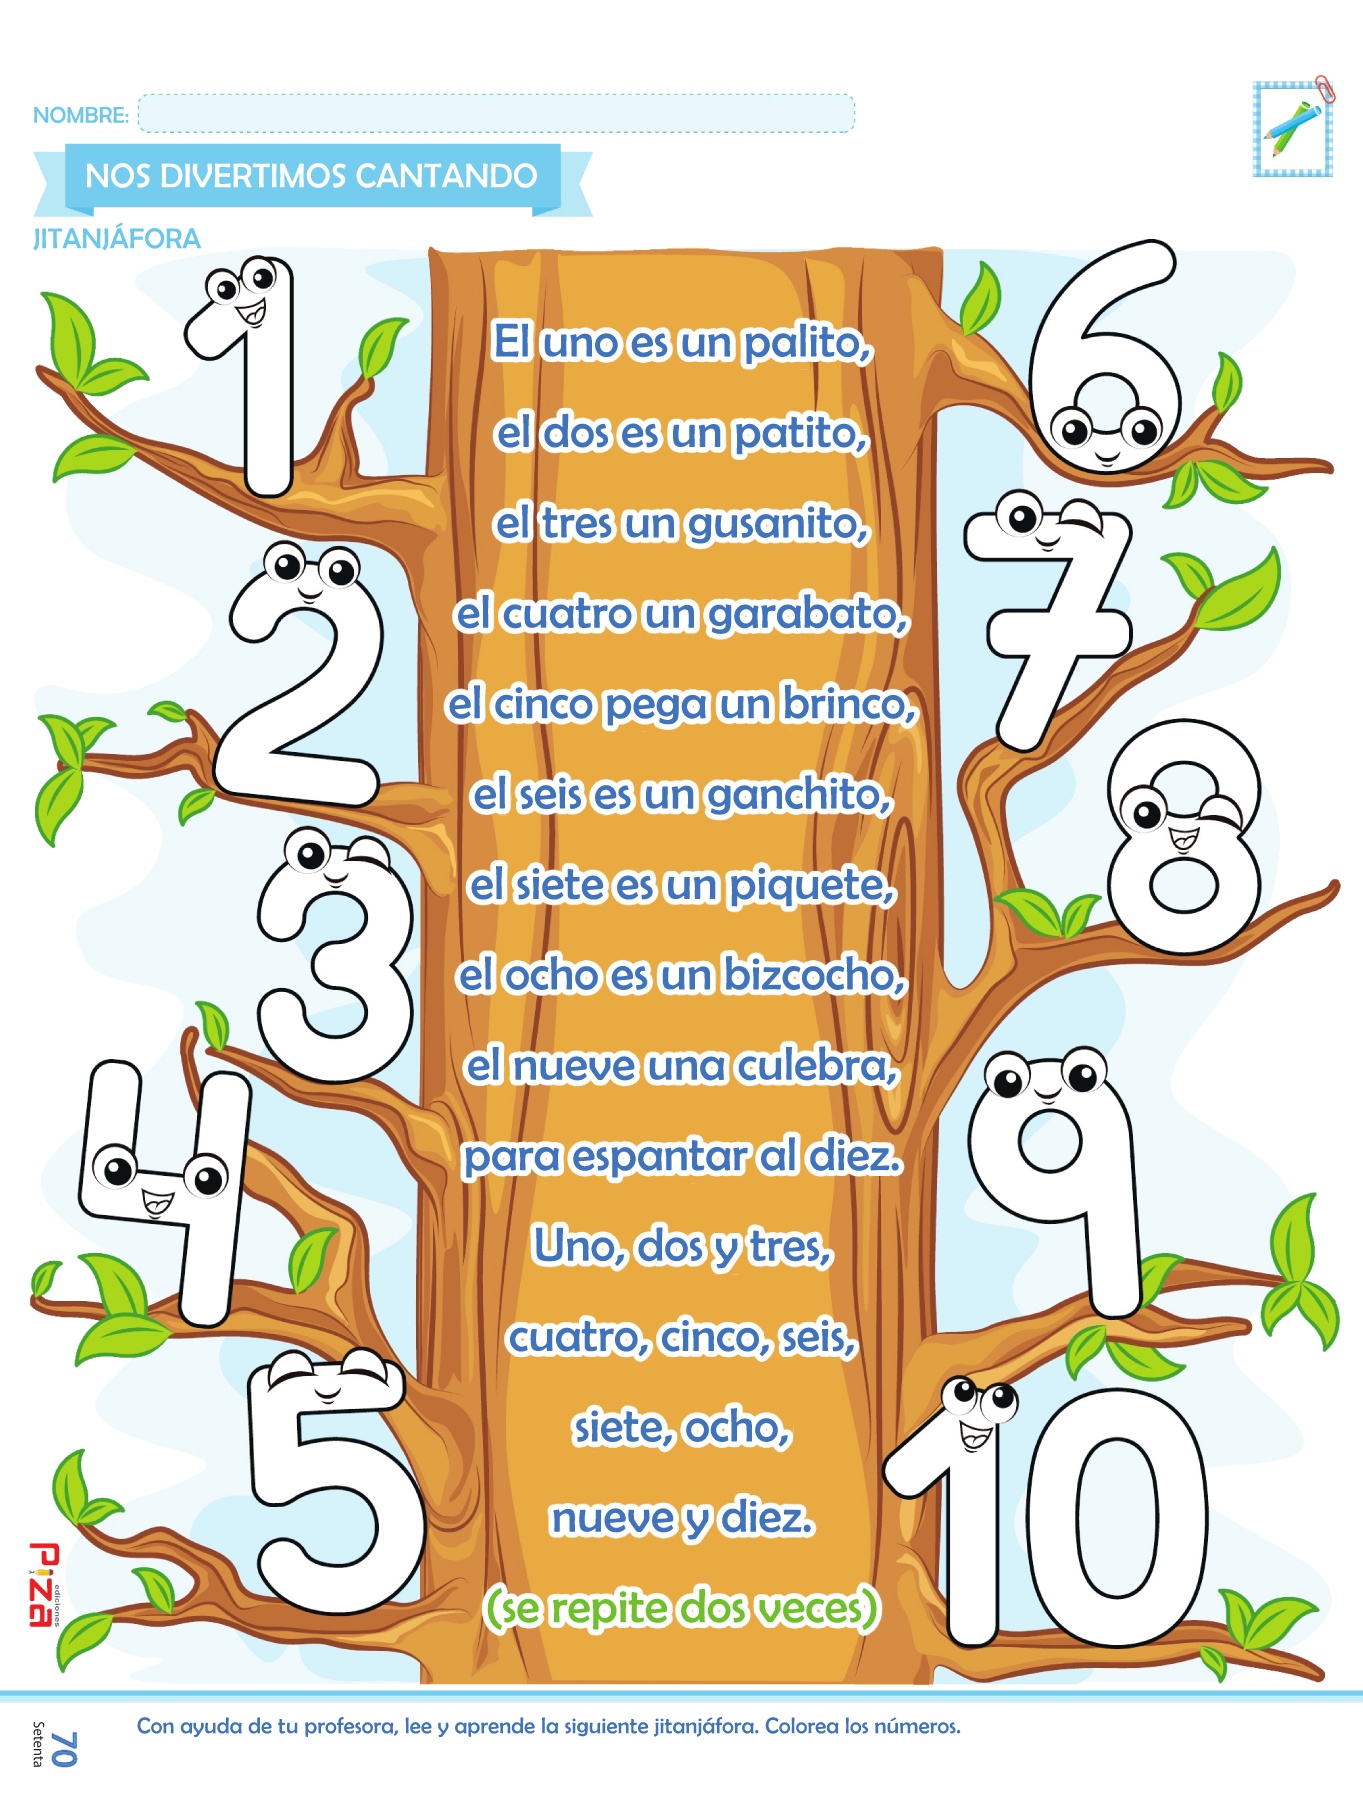 NOMBRE:
NOS DIVERTIMOS CANTANDO
JITANJÁFORA
El uno es un palito,
el dos es un patito,
el tres un gusanito,
el cuatro un garabato,
el cinco pega un brinco,
el seis es un ganchito,
el siete es un piquete,
el ocho es un bizcocho,
el nueve una culebra,
para espantar al diez.
Uno, dos y tres,
cuatro, cinco, seis,
siete, ocho,
nueve y diez.
(se repite dos veces)
1
2
3
4
5
6
7
8
9
10
Piza
ediciones
70
Setenta
Con ayuda de tu profesora, lee y aprende la siguiente jitanjáfora. Colorea los números.